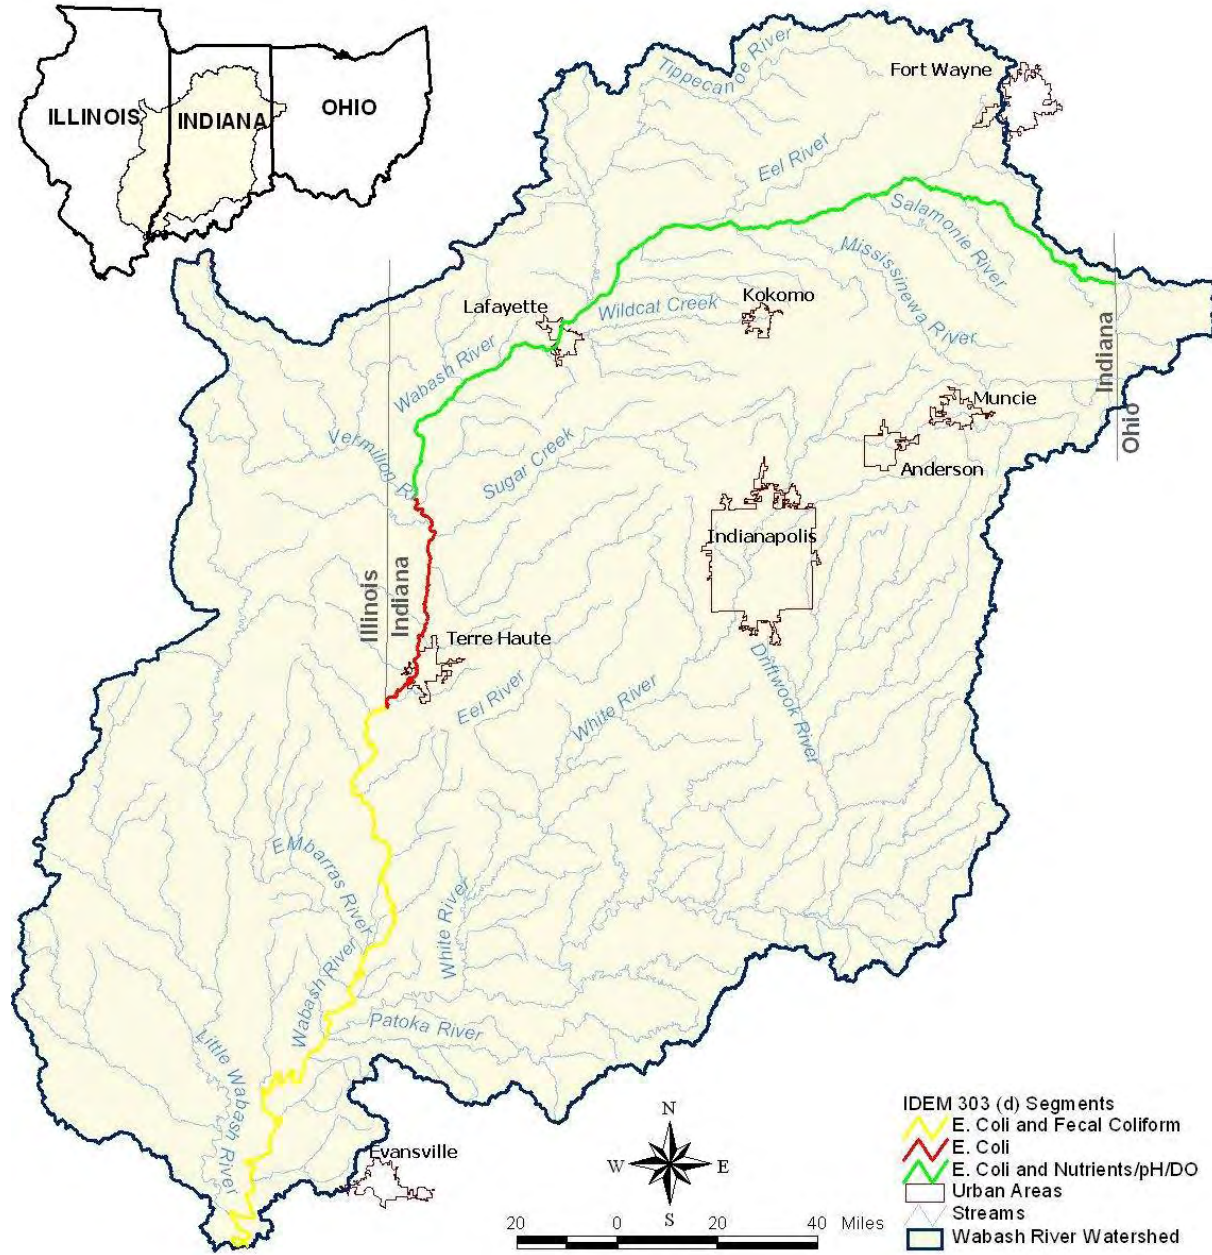 ILLINOIS
INDIANA
OHIO
Tippecanoe River
Fort Wayne
Eel River
Salamonie River
Mississinewa River
Lafayette
Wildcat Creek
Kokomo
Wabash River
Indiana
Ohio
Muncie
Anderson
Vermilion R
Sugar Creek
Indianapolis
Illinois
Indiana
Terre Haute
Eel River
White River
Driftwook River
EMbarras River
White River
Wabash River
Patoka River
Little Wabash River
Evansville
N
W
E
S
20 0 20 40 Miles
IDEM 303 (d) Segments
E. Coli and Fecal Coliform
E. Coli
E. Coli and Nutrients/pH/DO
Urban Areas
Streams
Wabash River Watershed